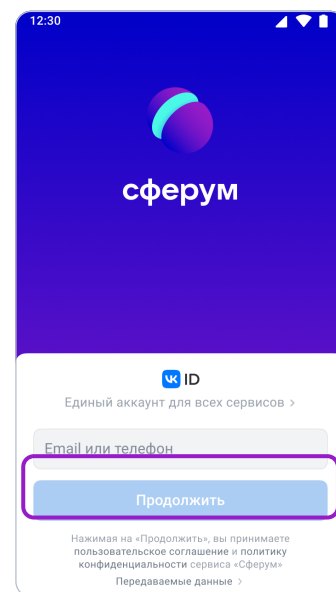 12:30
сферум
VK ID
Единый аккаунт для всех сервисов >
Email или телефон
Продолжить
Нажимая на «Продолжить», вы принимаете
пользовательское соглашение и политику
конфиденциальности сервиса «Сферум»
Передаваемые данные >